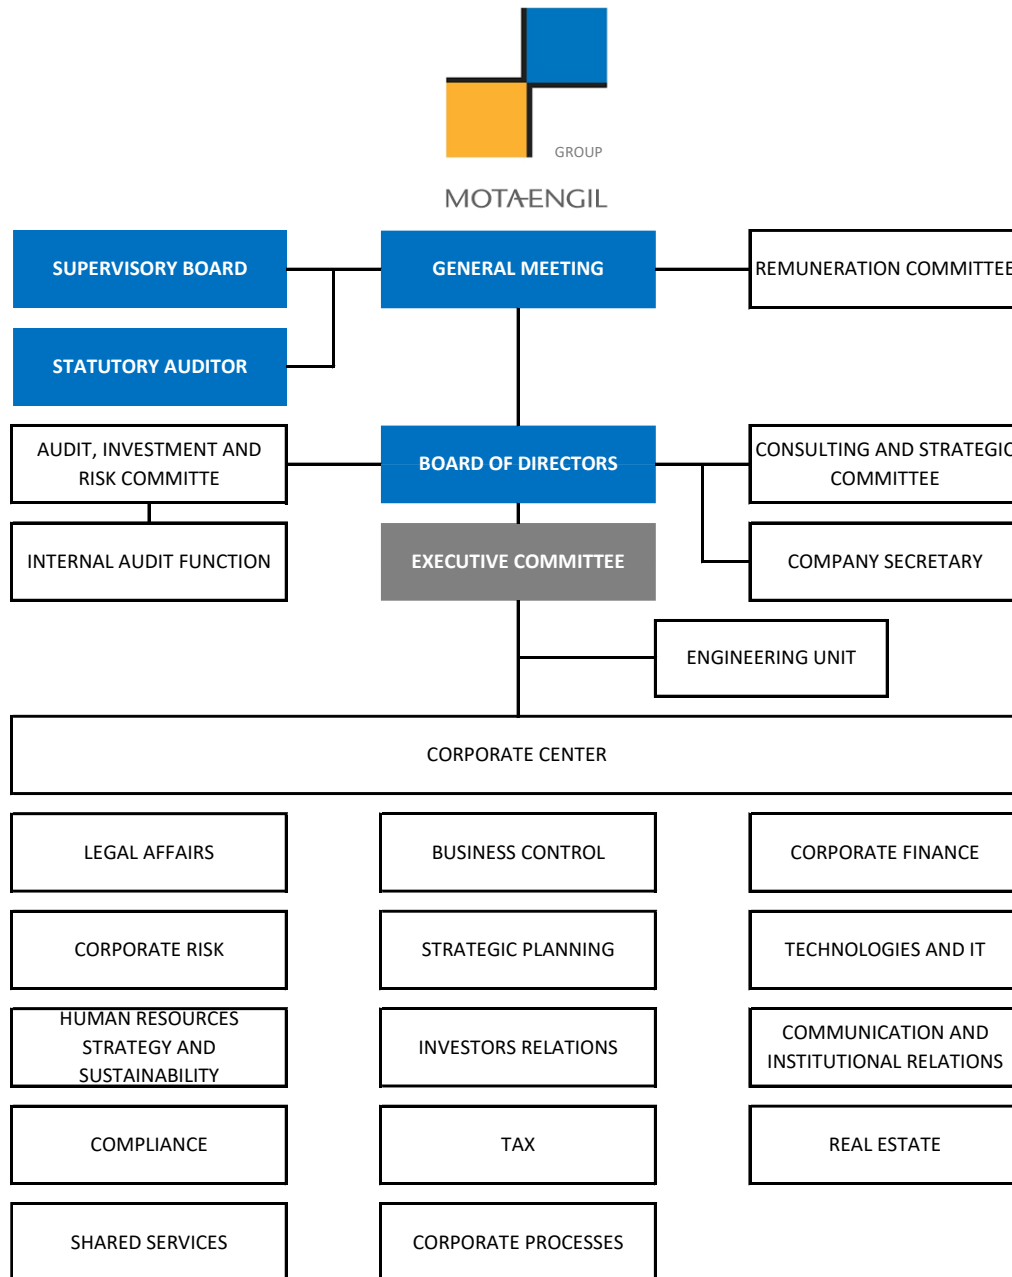 GROUP
MOTA-ENGIL
SUPERVISORY BOARD
GENERAL MEETING
REMUNERATION COMMITTEE
STATUTORY AUDITOR
AUDIT, INVESTMENT AND
RISK COMMITTE
BOARD OF DIRECTORS
CONSULTING AND STRATEGIC
COMMITTEE
INTERNAL AUDIT FUNCTION
EXECUTIVE COMMITTEE
COMPANY SECRETARY
ENGINEERING UNIT
CORPORATE CENTER
LEGAL AFFAIRS
BUSINESS CONTROL
CORPORATE FINANCE
CORPORATE RISK
STRATEGIC PLANNING
TECHNOLOGIES AND IT
HUMAN RESOURCES
STRATEGY AND
SUSTAINABILITY
INVESTORS RELATIONS
COMMUNICATION AND
INSTITUTIONAL RELATIONS
COMPLIANCE
TAX
REAL ESTATE
SHARED SERVICES
CORPORATE PROCESSES